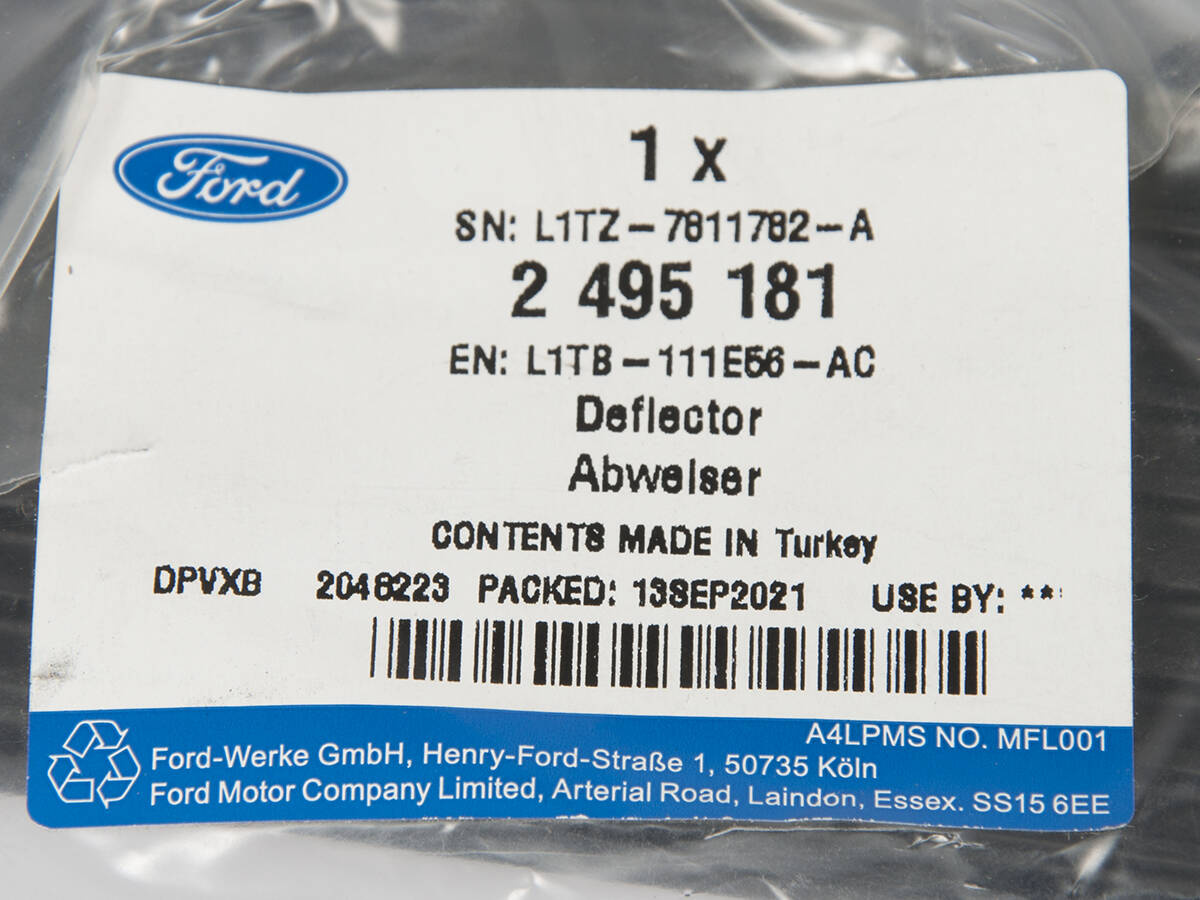 Ford
1 x
SN: L1TZ-7811782-A
2 495 181
EN: L1TB-111E56-AC
Deflector
Abweiser
CONTENTS MADE IN Turkey
DPVXB 2046223 PACKED: 13SEP2021 USE BY: **
A4LPMS NO. MFL001
Ford-Werke GmbH, Henry-Ford-Straße 1, 50735 Köln
Ford Motor Company Limited, Arterial Road, Laindon, Essex. SS15 6EE